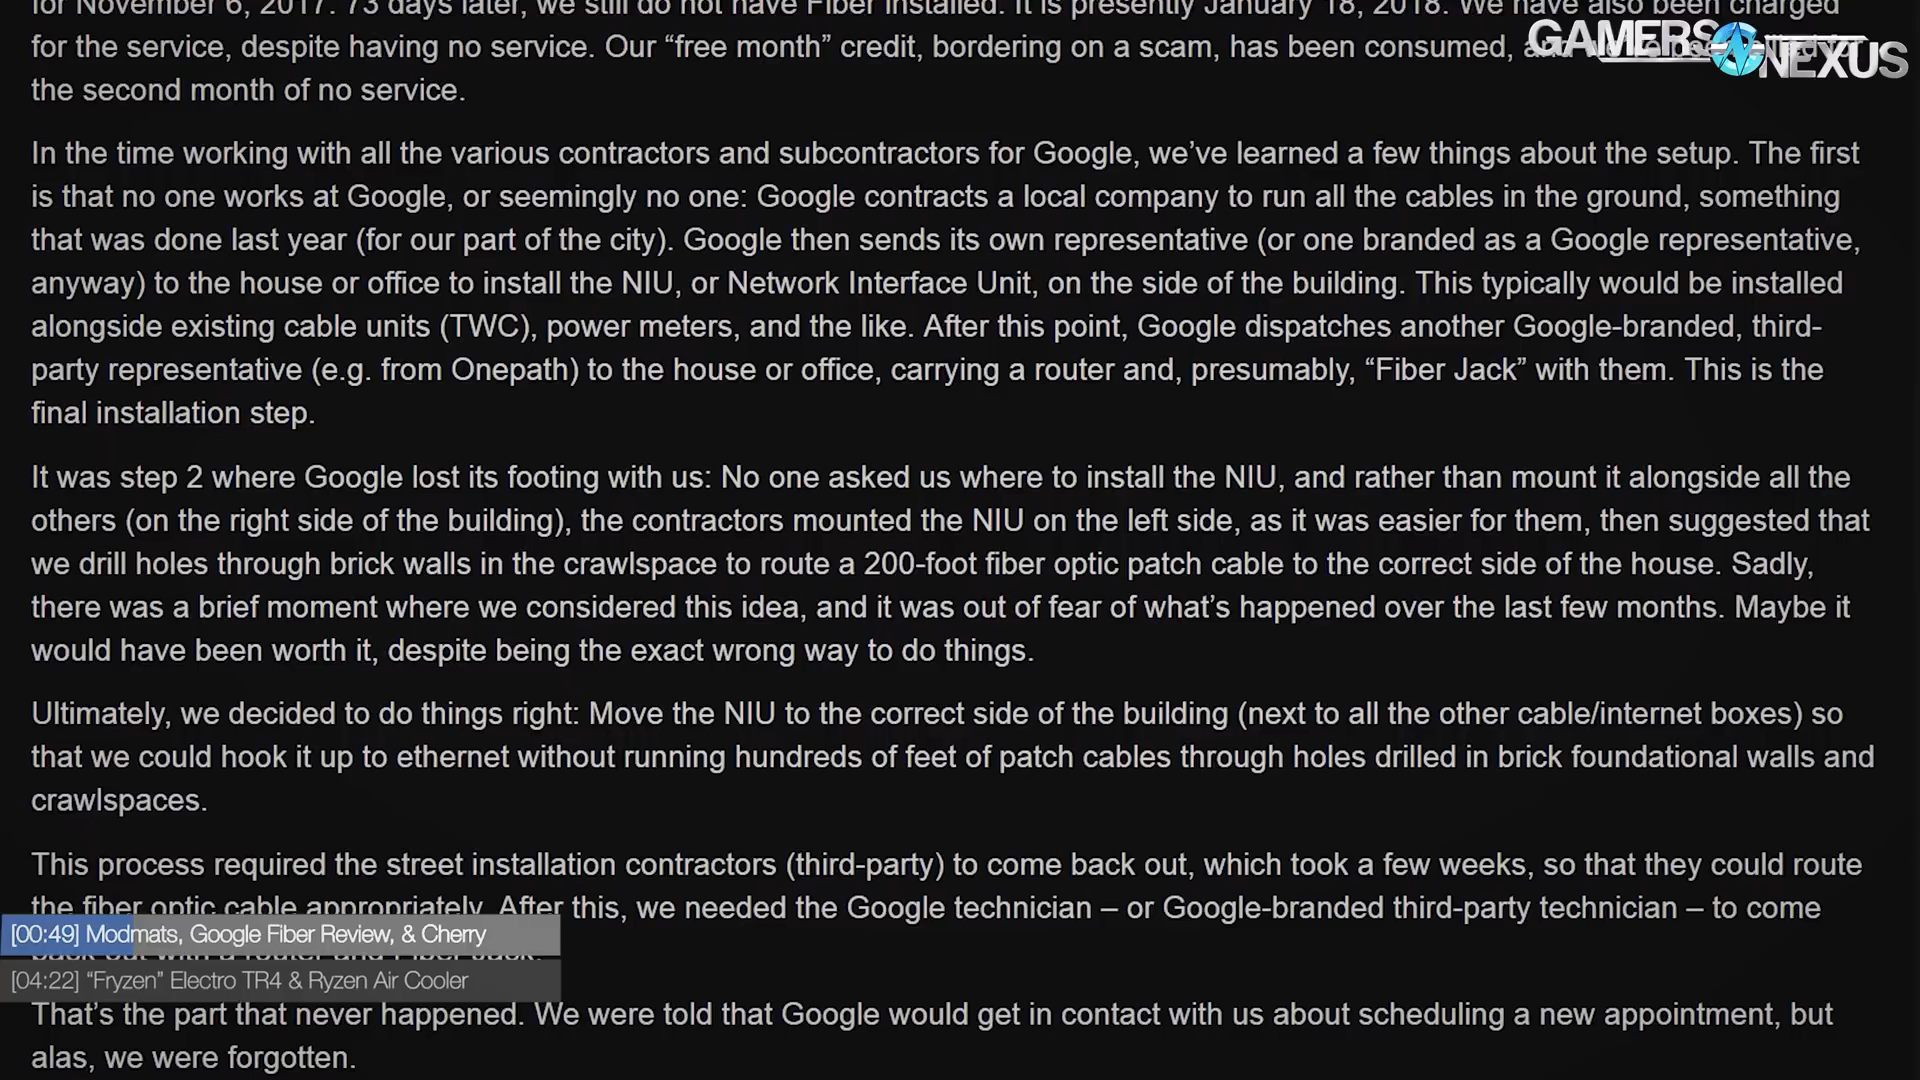 for November 6, 2017. 73 days later, we still do not have Fiber installed. It is presently January 18, 2018. We have also been charged
for the service, despite having no service. Our “free month” credit, bordering on a scam, has been consumed, and
GAMERS NEXUS
the second month of no service.
In the time working with all the various contractors and subcontractors for Google, we’ve learned a few things about the setup. The first
is that no one works at Google, or seemingly no one: Google contracts a local company to run all the cables in the ground, something
that was done last year (for our part of the city). Google then sends its own representative (or one branded as a Google representative,
anyway) to the house or office to install the NIU, or Network Interface Unit, on the side of the building. This typically would be installed
alongside existing cable units (TWC), power meters, and the like. After this point, Google dispatches another Google-branded, third-
party representative (e.g. from Onepath) to the house or office, carrying a router and, presumably, “Fiber Jack” with them. This is the
final installation step.
It was step 2 where Google lost its footing with us: No one asked us where to install the NIU, and rather than mount it alongside all the
others (on the right side of the building), the contractors mounted the NIU on the left side, as it was easier for them, then suggested that
we drill holes through brick walls in the crawlspace to route a 200-foot fiber optic patch cable to the correct side of the house. Sadly,
there was a brief moment where we considered this idea, and it was out of fear of what’s happened over the last few months. Maybe it
would have been worth it, despite being the exact wrong way to do things.
Ultimately, we decided to do things right: Move the NIU to the correct side of the building (next to all the other cable/internet boxes) so
that we could hook it up to ethernet without running hundreds of feet of patch cables through holes drilled in brick foundational walls and
crawlspaces.
This process required the street installation contractors (third-party) to come back out, which took a few weeks, so that they could route
the fiber optic cable appropriately. After this, we needed the Google technician – or Google-branded third-party technician – to come
[00:49] Modmats, Google Fiber Review, & Cherry
back out with a router and Fiber Jack.
[04:22] “Fryzen” Electro TR4 & Ryzen Air Cooler
That’s the part that never happened. We were told that Google would get in contact with us about scheduling a new appointment, but
alas, we were forgotten.